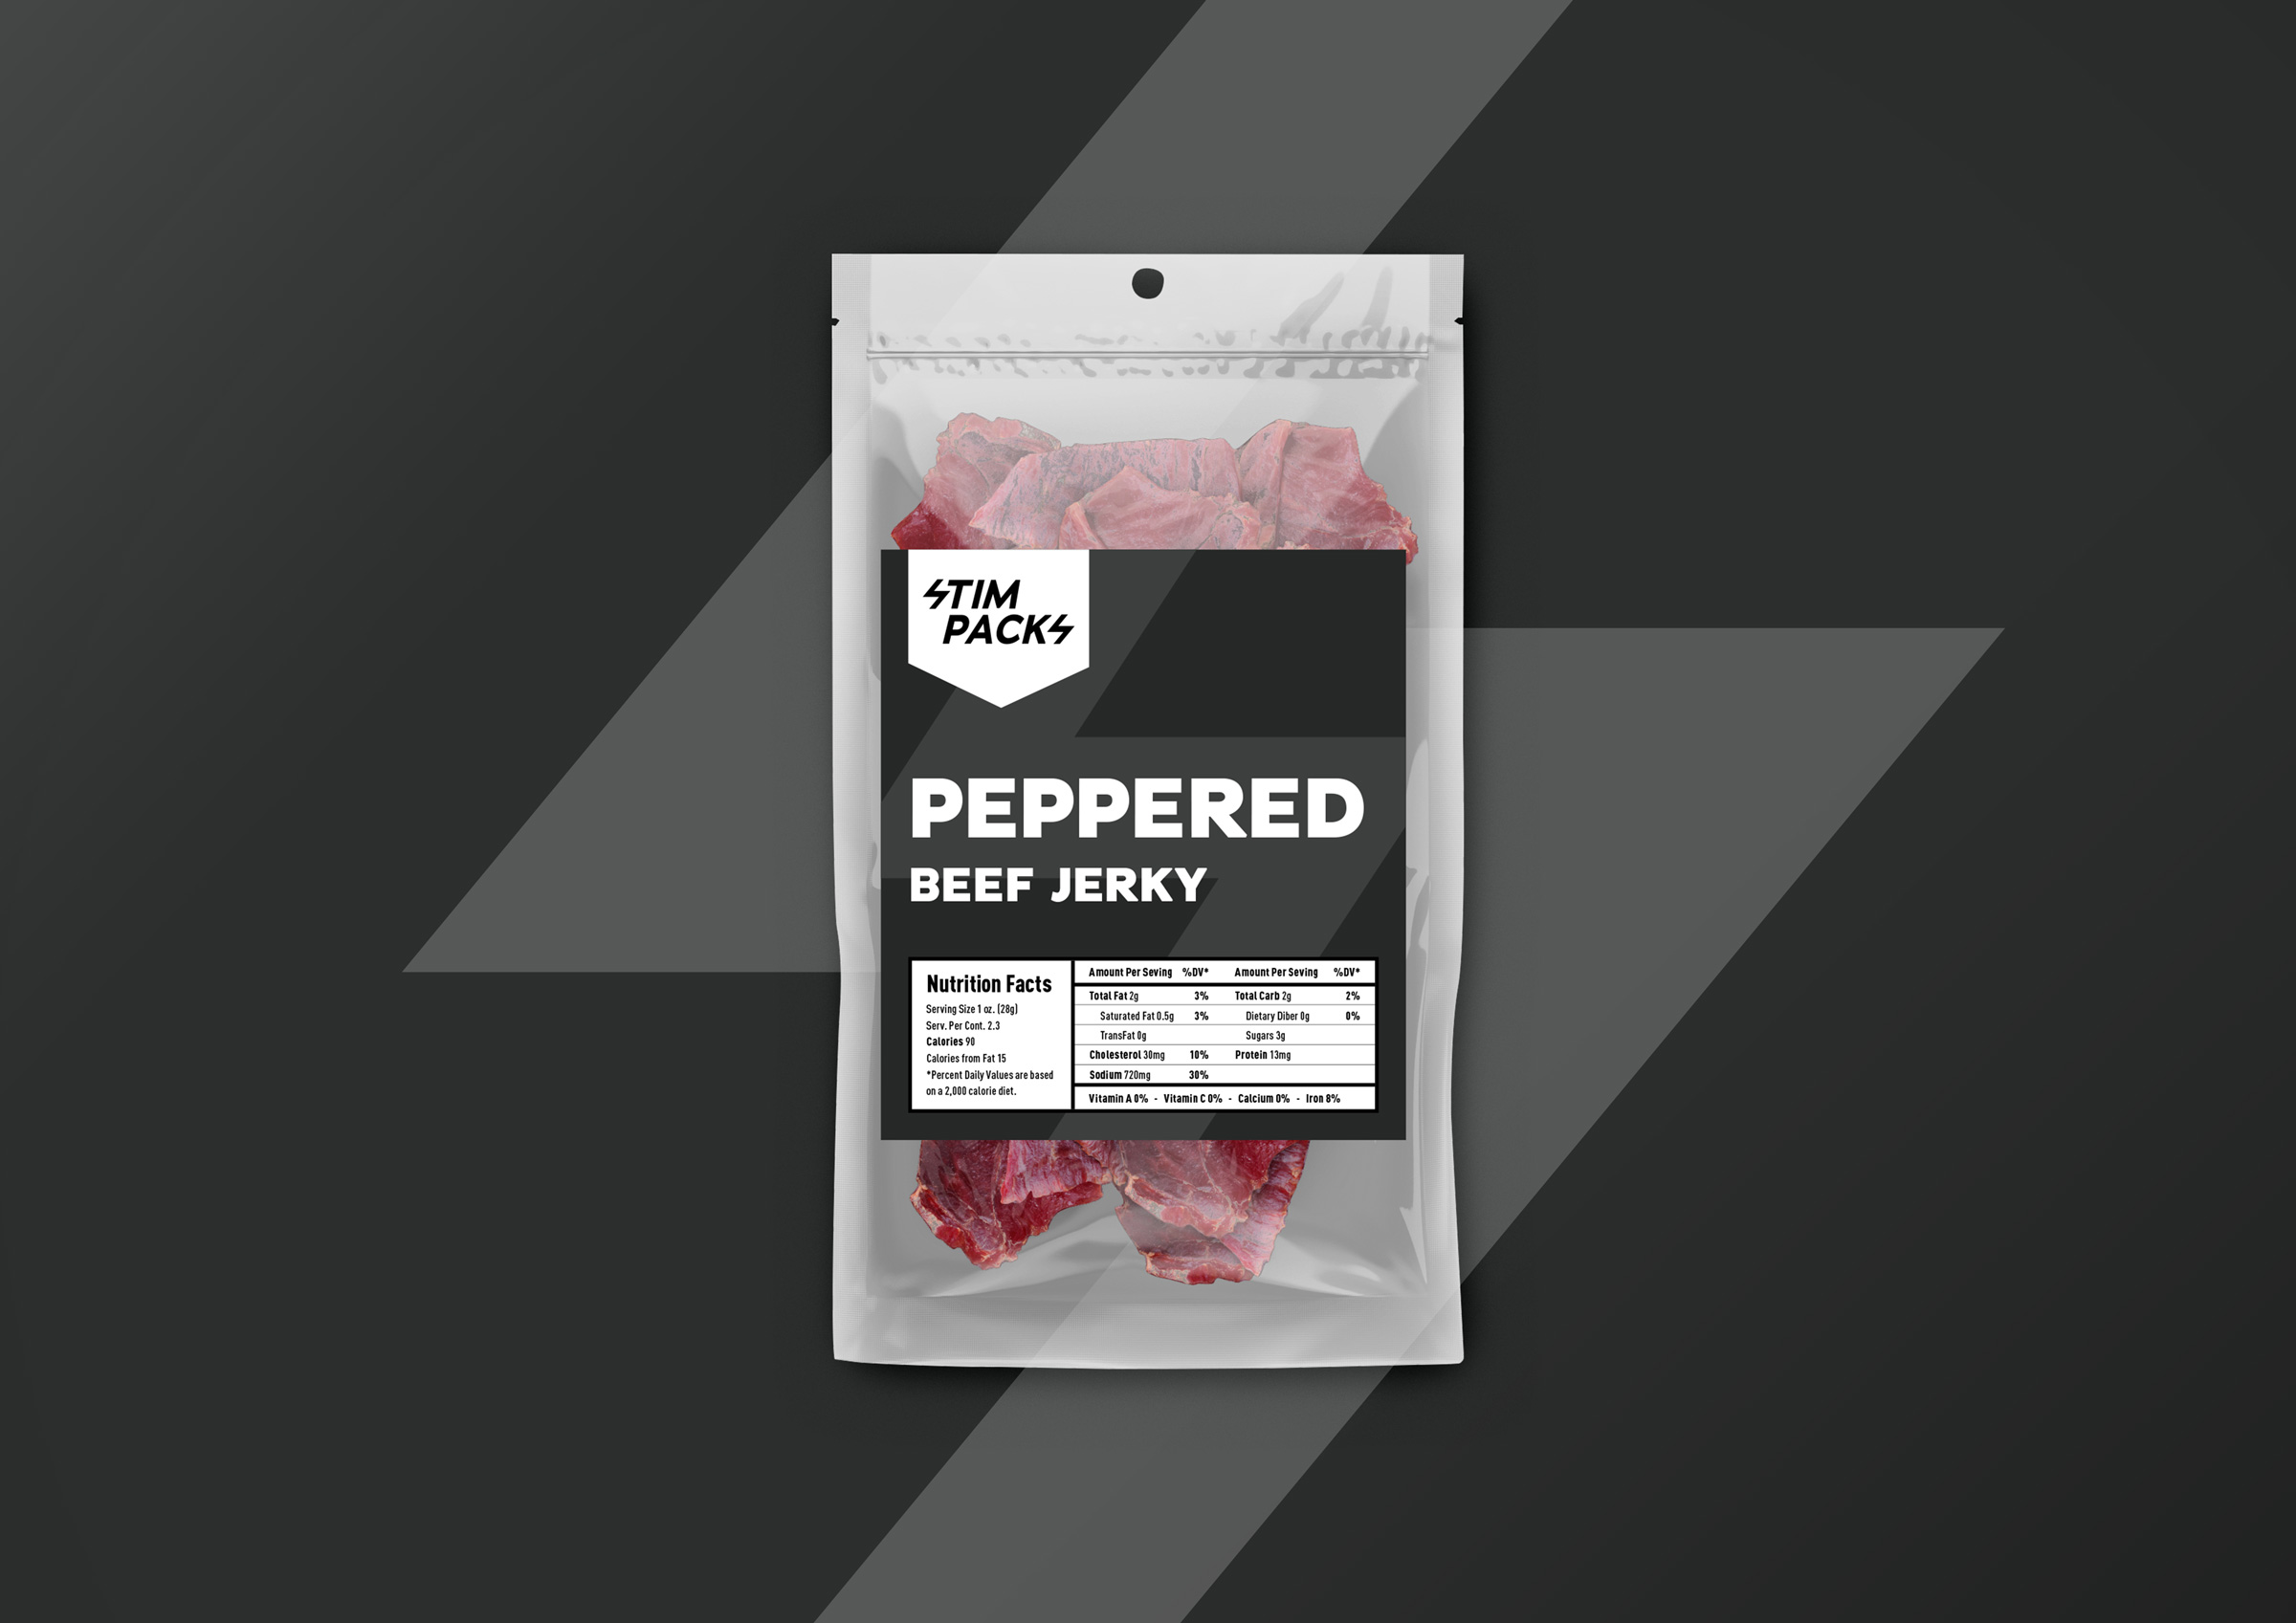 STIM
PACKS
PEPPERED
BEEF JERKY
Nutrition Facts
Serving Size 1 oz. (28g)
Serv. Per Cont. 2.3
Calories 90
Calories from Fat 15
*Percent Daily Values are based
on a 2,000 calorie diet.
Amount Per Seving %DV* Amount Per Seving %DV*
Total Fat 2g 3% Total Carb 2g 2%
Saturated Fat 0.5g 3% Dietary Diber 0g 0%
TransFat 0g Sugars 3g
Cholesterol 30mg 10% Protein 13mg
Sodium 720mg 30%
Vitamin A 0% - Vitamin C 0% - Calcium 0% - Iron 8%